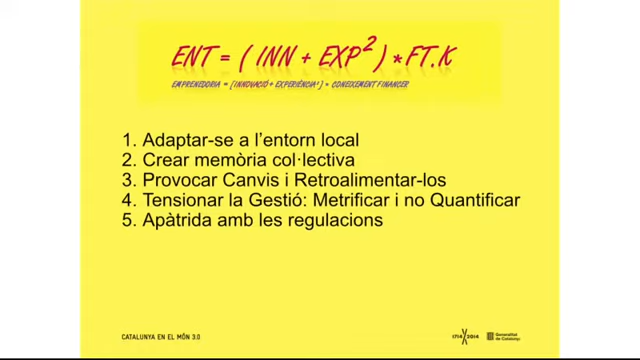 ENT = ( INN + EXP² ) * FT.K
EMPRENEDORIA = [INNOVACIÓ + EXPERIÈNCIA²] = CONEIXEMENT FINANCER
1. Adaptar-se a l'entorn local
2. Crear memòria col·lectiva
3. Provocar Canvis i Retroalimentar-los
4. Tensionar la Gestió: Metrificar i no Quantificar
5. Apàtrida amb les regulacions
CATALUNYA EN EL MÓN 3.0
1714 2014
Generalitat
de Catalunya